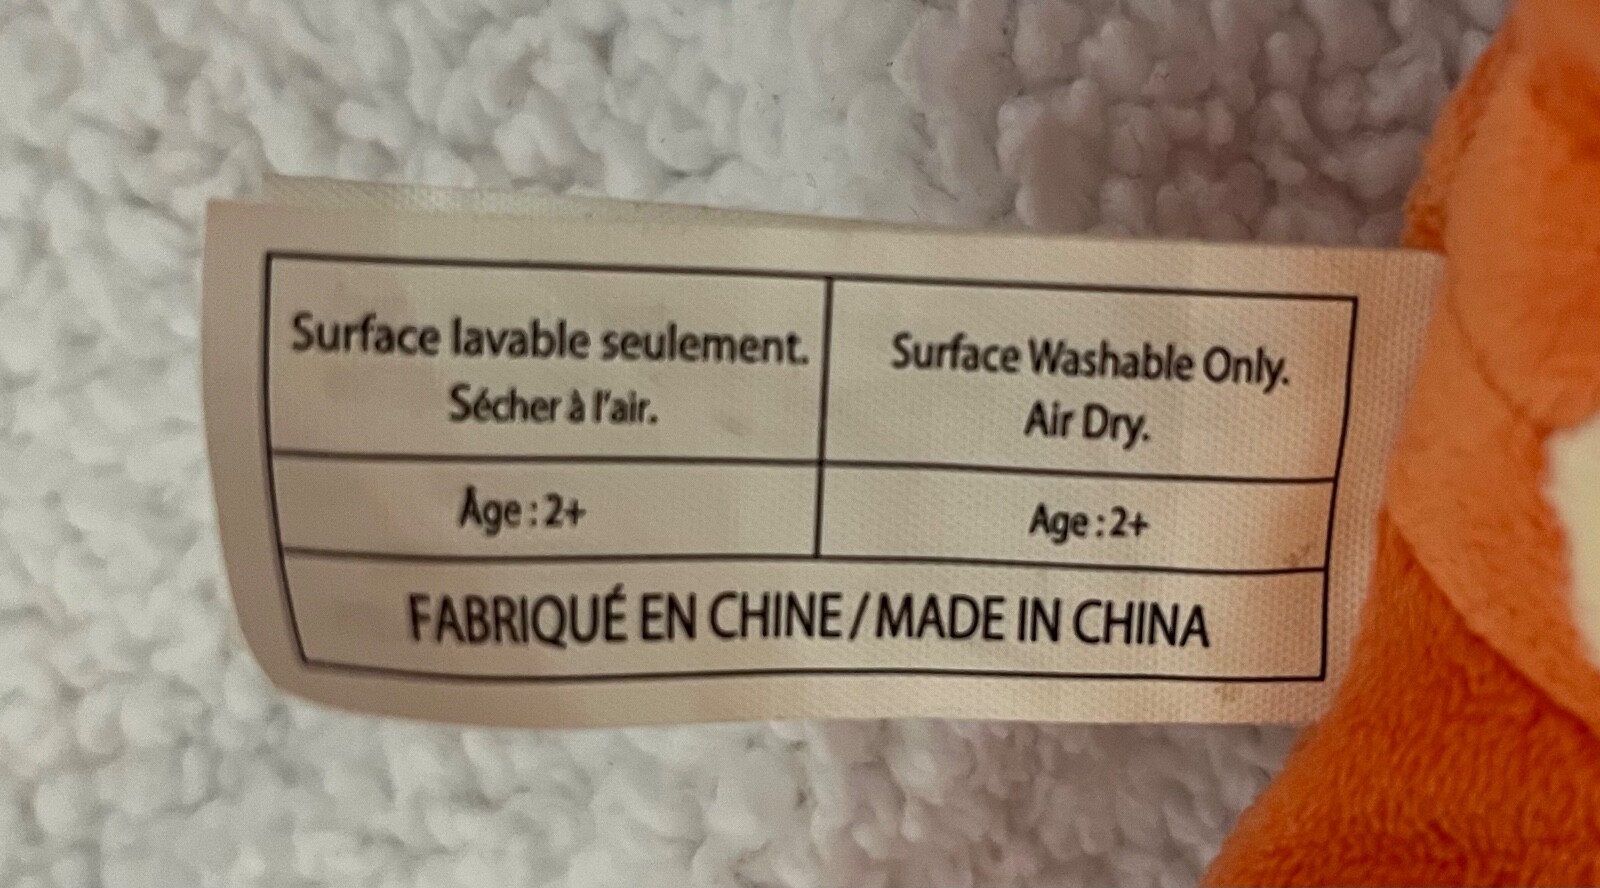 Surface lavable seulement.
Sécher à l'air.
Surface Washable Only.
Air Dry.
Âge : 2+
Age : 2+
FABRIQUÉ EN CHINE / MADE IN CHINA